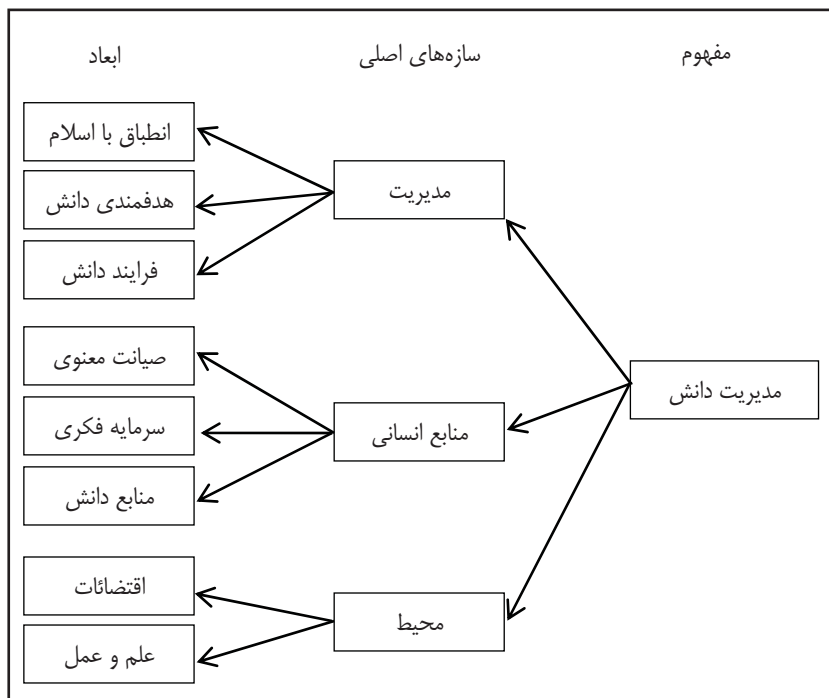 مفهوم
سازه‌های اصلی
ابعاد
مدیریت دانش
مدیریت
انطباق با اسلام
هدفمندی دانش
فرایند دانش
منابع انسانی
صیانت معنوی
سرمایه فکری
منابع دانش
محیط
اقتضائات
علم و عمل